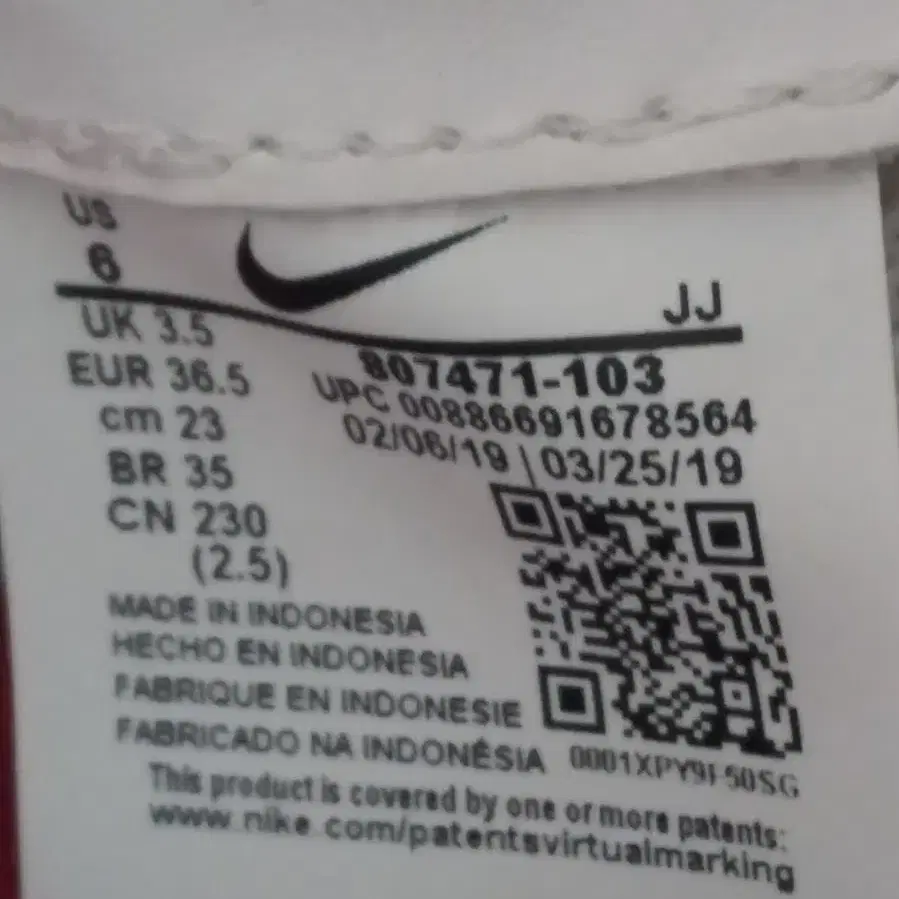 US
6
JJ
UK 3.5
807471-103
EUR 36.5
UPC 00886691678564
cm 23
02/06/19 | 03/25/19
BR 35
CN 230
(2.5)
MADE IN INDONESIA
HECHO EN INDONESIA
FABRIQUE EN INDONESIE
FABRICADO NA INDONÉSIA
This product is covered by one or more patents:
www.nike.com/patentsvirtualmarking